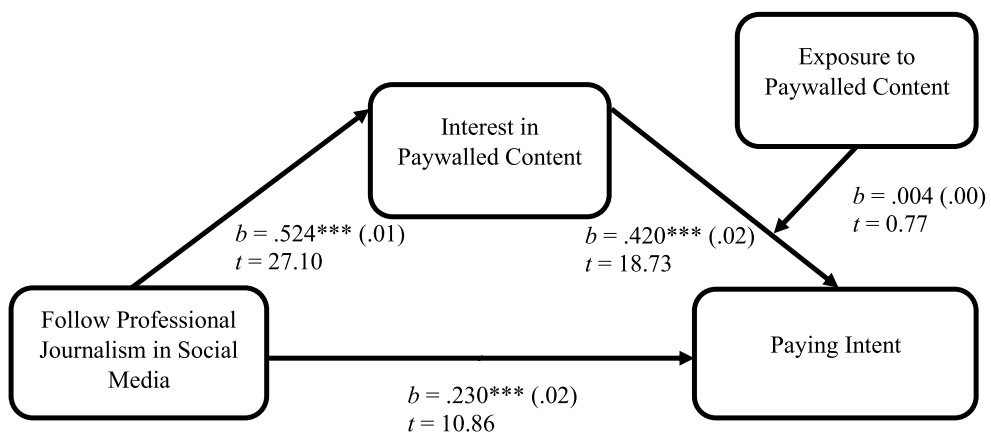 Exposure to
Paywalled Content
Interest in
Paywalled Content
b = .004 (.00)
t = 0.77
b = .524*** (.01)
t = 27.10
b = .420*** (.02)
t = 18.73
Follow Professional
Journalism in Social
Media
Paying Intent
b = .230*** (.02)
t = 10.86